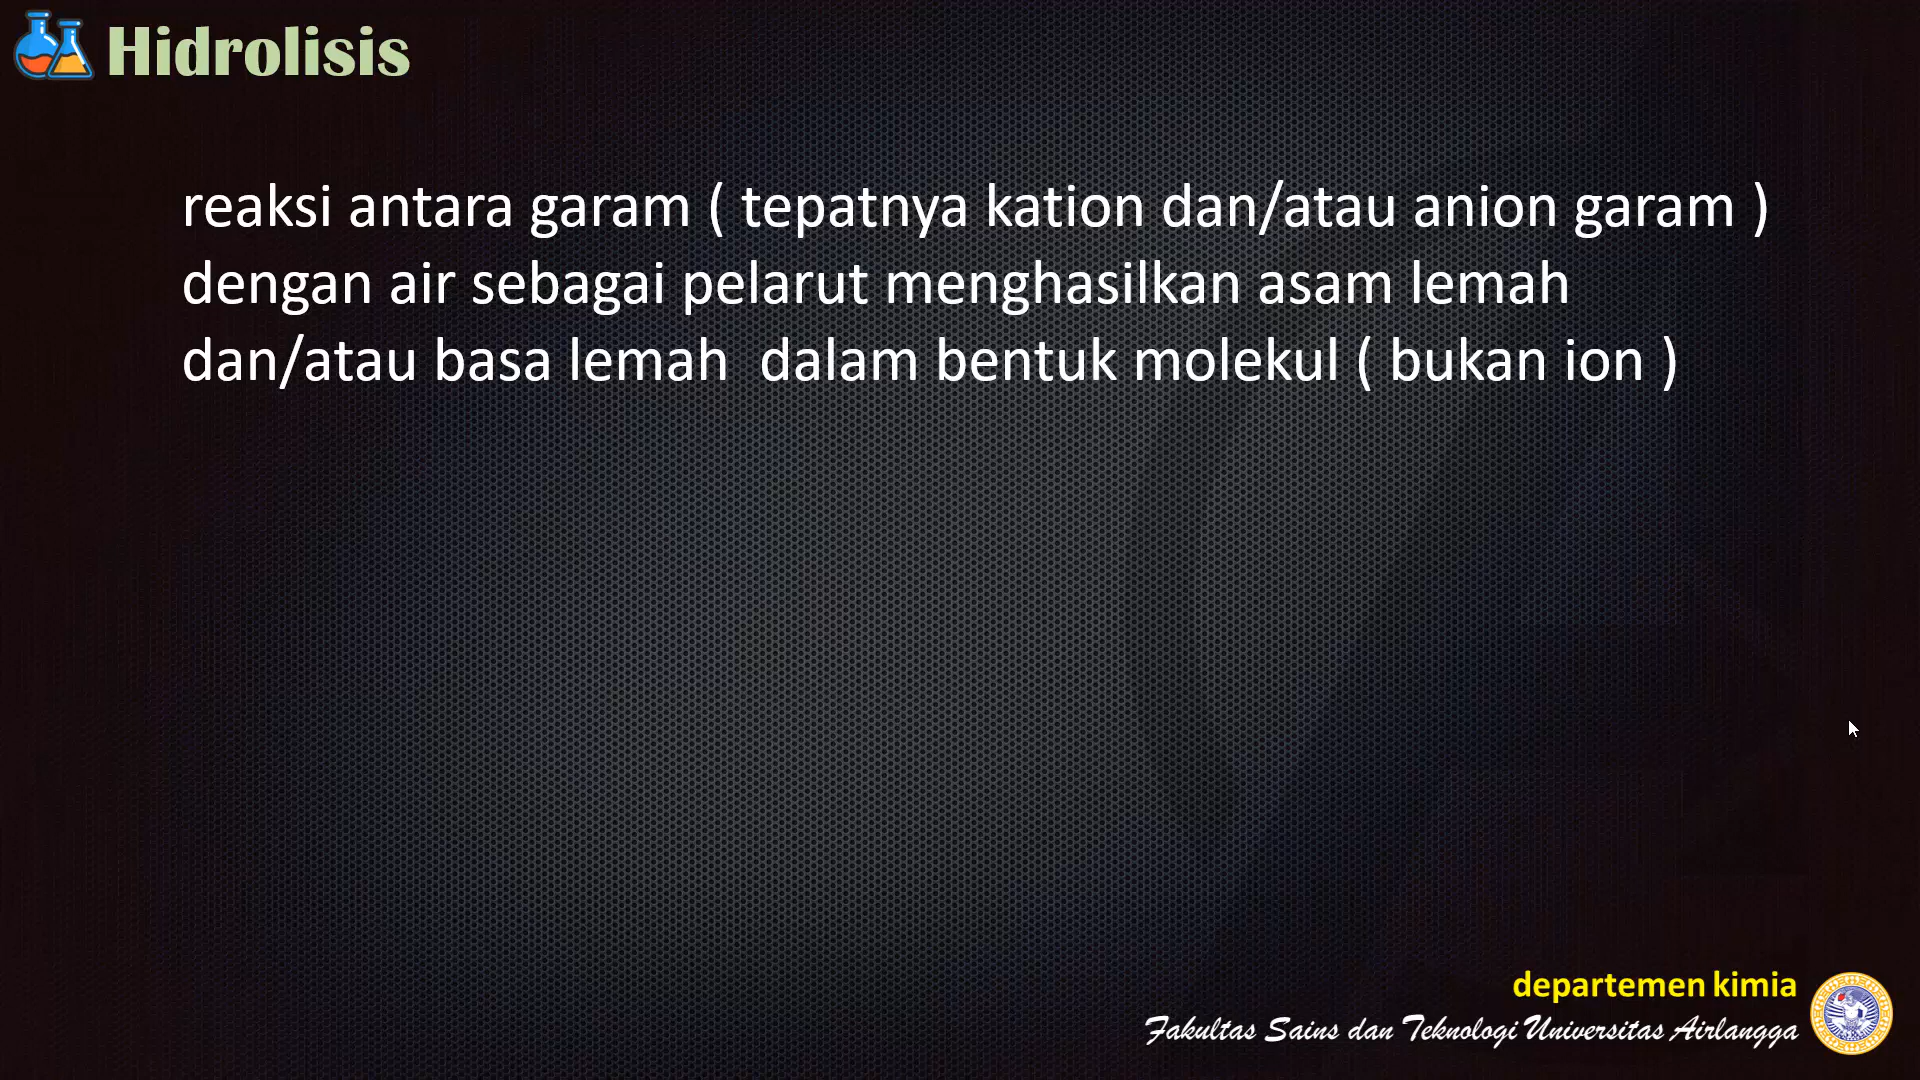 Hidrolisis
reaksi antara garam ( tepatnya kation dan/atau anion garam )
dengan air sebagai pelarut menghasilkan asam lemah
dan/atau basa lemah  dalam bentuk molekul ( bukan ion )
departemen kimia
Fakultas Sains dan Teknologi Universitas Airlangga